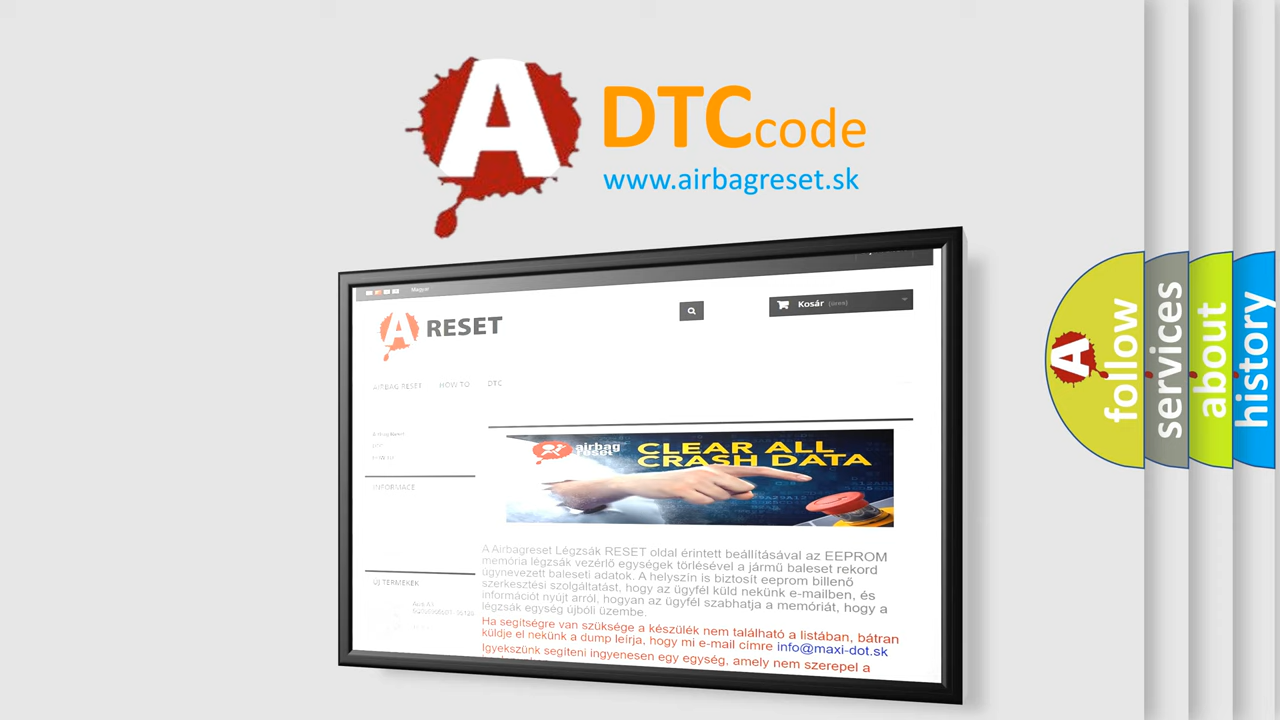 A
DTCcode
www.airbagreset.sk
Magyar
Kosár (üres)
A RESET
AIRBAG RESET HOW TO DTC
airbag
reset
CLEAR ALL
CRASH DATA
INFORMACE
A Airbagreset Légzsák RESET oldal érintett beállításával az EEPROM
memória légzsák vezérlő egységek törlésével a jármű baleset rekord
úgynevezett baleseti adatok. A helyszín is biztosít eeprom billenő
szerkesztési szolgáltatást, hogy az ügyfél küld nekünk e-mailben, és
információt nyújt arról, hogyan az ügyfél szabhatja a memóriát, hogy a
légzsák egység újbóli üzembe.
Ha segítségre van szüksége a készülék nem található a listában, bátran
küldje el nekünk a dump leírja, hogy mi e-mail címre info@maxi-dot.sk
Igyekszünk segíteni ingyenesen egy egység, amely nem szerepel a
ÚJ TERMÉKEK
A
follow
services
about
history